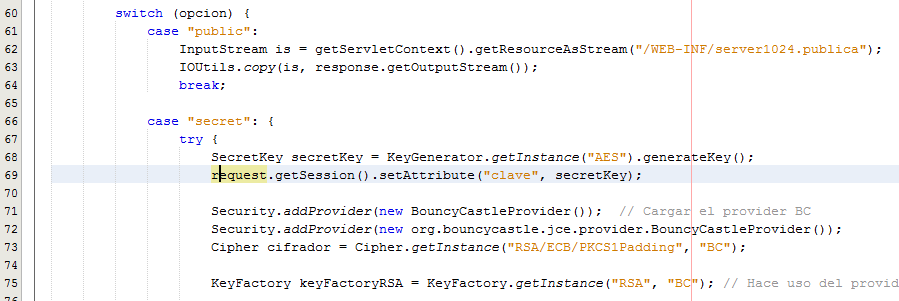 60 switch (opcion) {
61 case "public":
62 InputStream is = getServletContext().getResourceAsStream("/WEB-INF/server1024.publica");
63 IOUtils.copy(is, response.getOutputStream());
64 break;
65
66 case "secret": {
67 try {
68 SecretKey secretKey = KeyGenerator.getInstance("AES").generateKey();
69 request.getSession().setAttribute("clave", secretKey);
70
71 Security.addProvider(new BouncyCastleProvider()); // Cargar el provider BC
72 Security.addProvider(new org.bouncycastle.jce.provider.BouncyCastleProvider());
73 Cipher cifrador = Cipher.getInstance("RSA/ECB/PKCS1Padding", "BC");
74
75 KeyFactory keyFactoryRSA = KeyFactory.getInstance("RSA", "BC"); // Hace uso del provid